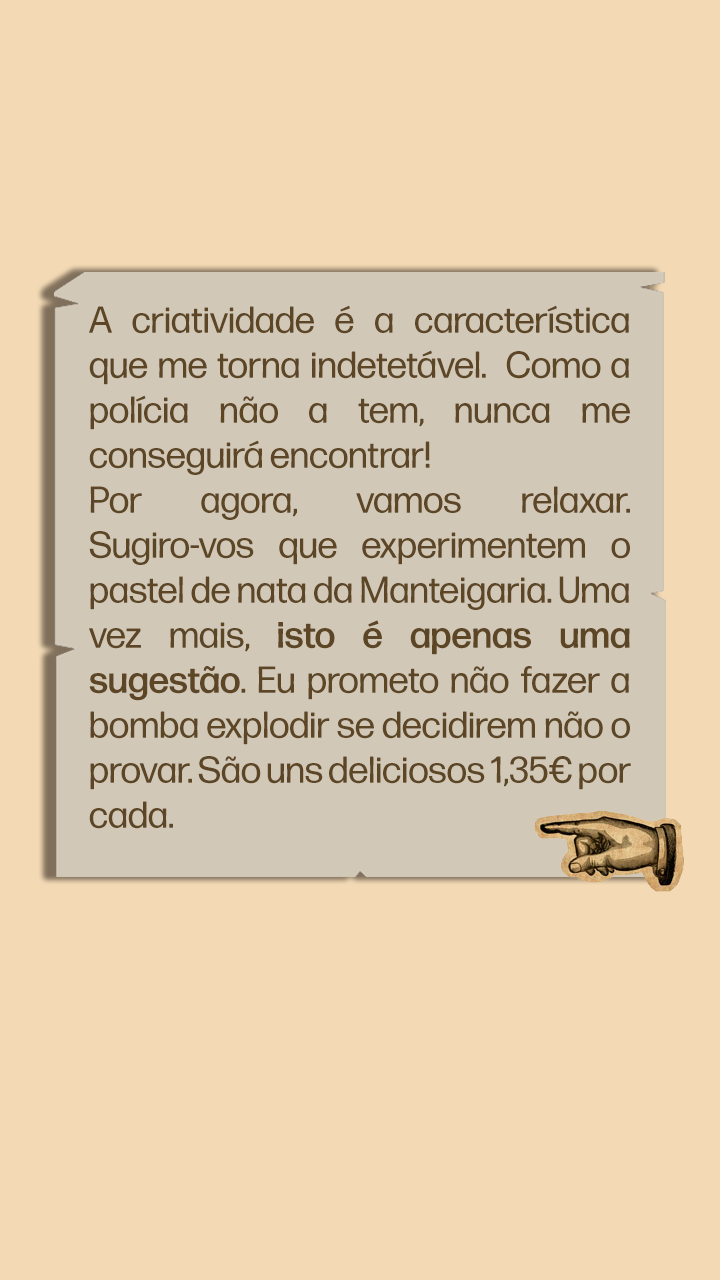 A criatividade é a característica
que me torna indetetável. Como a
polícia não a tem, nunca me
conseguirá encontrar!
Por agora, vamos relaxar.
Sugiro-vos que experimentem o
pastel de nata da Manteigaria. Uma
vez mais, isto é apenas uma
sugestão. Eu prometo não fazer a
bomba explodir se decidirem não o
provar. São uns deliciosos 1,35€ por
cada.